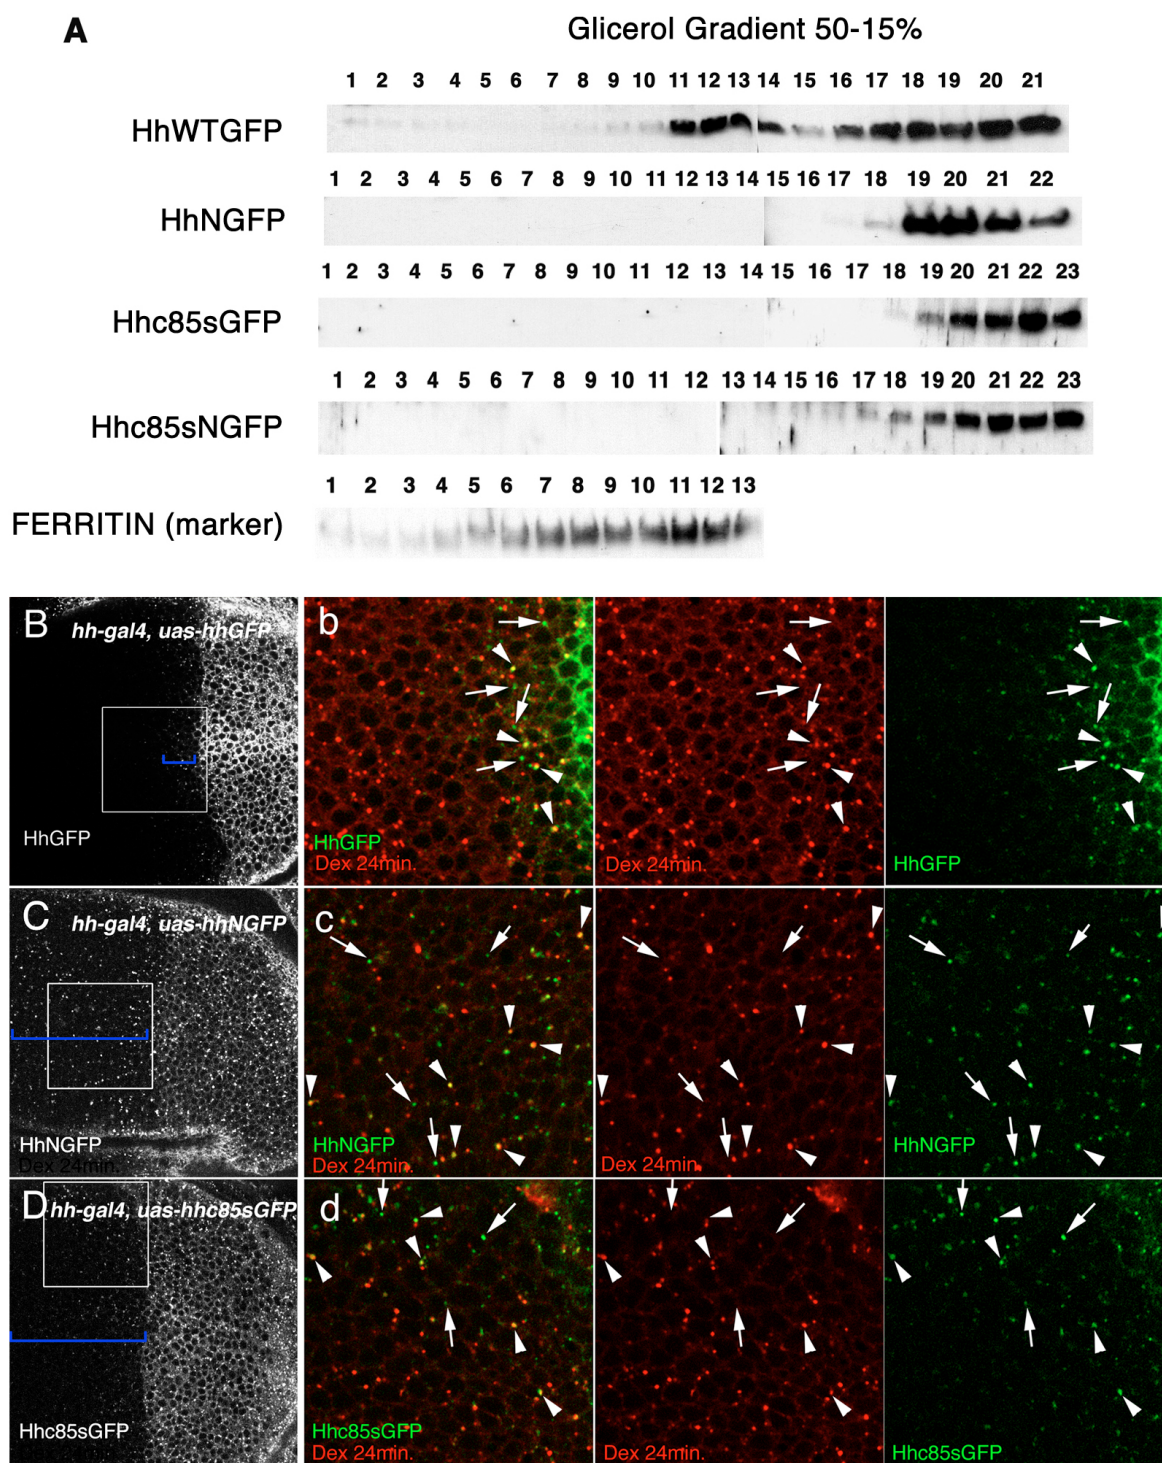 A
Glicerol Gradient 50-15%
1 2 3 4 5 6 7 8 9 10 11 12 13 14 15 16 17 18 19 20 21
HhWTGFP
1 2 3 4 5 6 7 8 9 10 11 12 13 14 15 16 17 18 19 20 21 22
HhNGFP
1 2 3 4 5 6 7 8 9 10 11 12 13 14 15 16 17 18 19 20 21 22 23
Hhc85sGFP
1 2 3 4 5 6 7 8 9 10 11 12 13 14 15 16 17 18 19 20 21 22 23
Hhc85sNGFP
1 2 3 4 5 6 7 8 9 10 11 12 13
FERRITIN (marker)
B hh-gal4, uas-hhGFP
HhGFP
b
HhGFP
Dex 24min.
Dex 24min.
HhGFP
C hh-gal4, uas-hhNGFP
HhNGFP
Dex 24min.
c
HhNGFP
Dex 24min.
Dex 24min.
HhNGFP
D hh-gal4, uas-hhc85sGFP
Hhc85sGFP
d
Hhc85sGFP
Dex 24min.
Dex 24min.
Hhc85sGFP